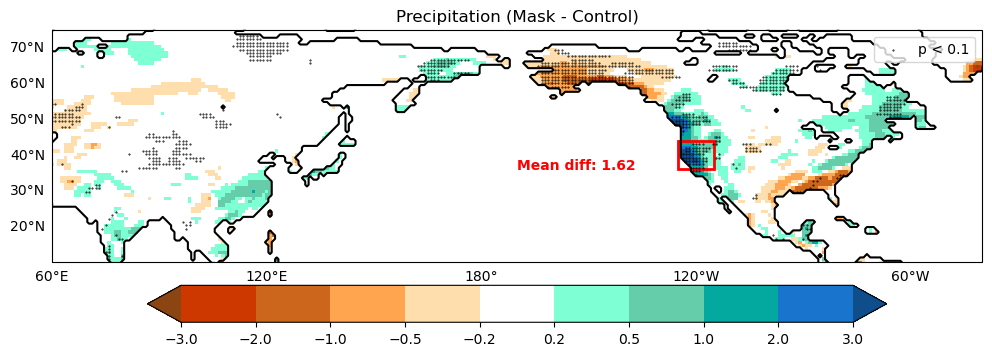 Precipitation (Mask - Control)
p < 0.1
70°N
60°N
50°N
40°N
30°N
20°N
Mean diff: 1.62
60°E 120°E 180° 120°W 60°W
−3.0 −2.0 −1.0 −0.5 −0.2 0.2 0.5 1.0 2.0 3.0